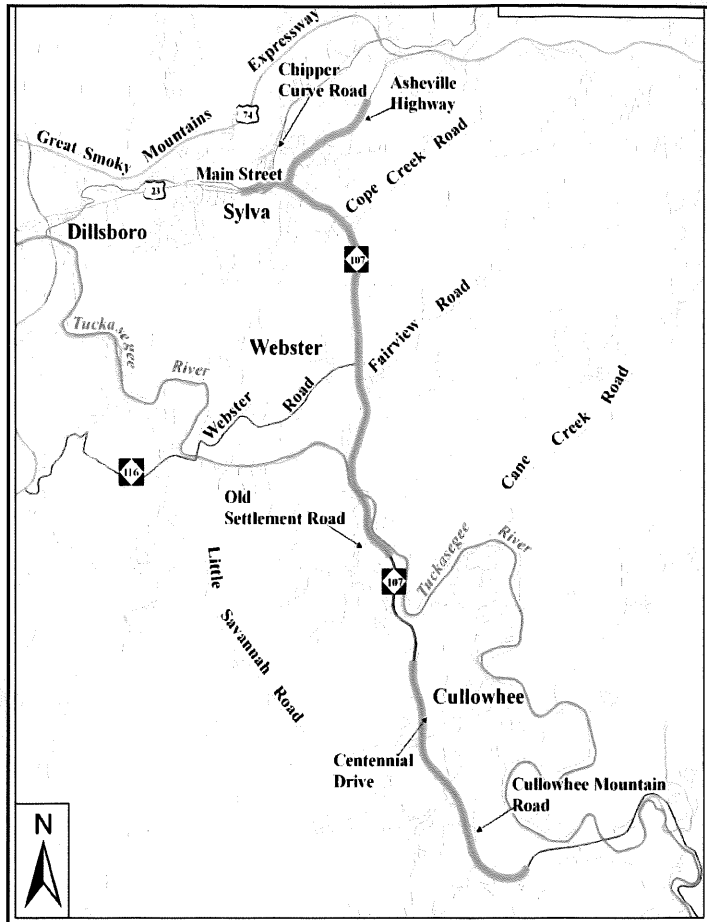 Expressway
Chipper
Curve Road
Asheville
Highway
74
Great Smoky Mountains
Cope Creek Road
Main Street
23
Sylva
Dillsboro
107
Tuckasegee
River
Webster
Fairview Road
Webster Road
Cane Creek Road
116
Old
Settlement Road
Tuckasegee
River
107
Little
Savannah
Road
Cullowhee
Centennial
Drive
Cullowhee Mountain
Road
N